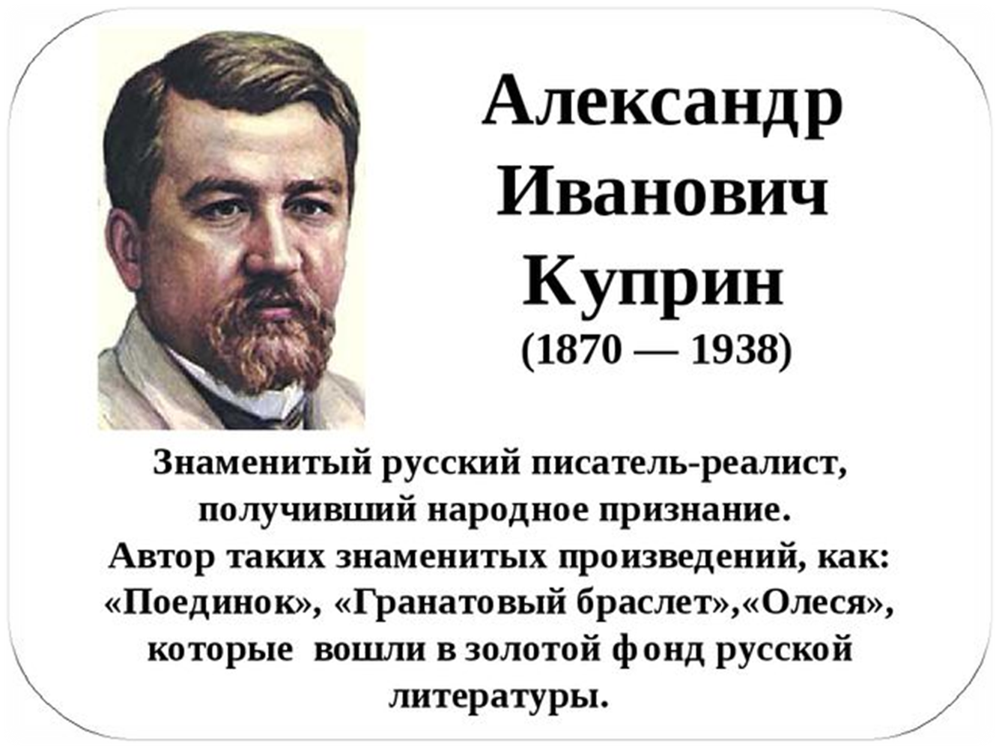 Александр
Иванович
Куприн
(1870 — 1938)
Знаменитый русский писатель-реалист,
получивший народное признание.
Автор таких знаменитых произведений, как:
«Поединок», «Гранатовый браслет»,«Олеся»,
которые вошли в золотой фонд русской
литературы.